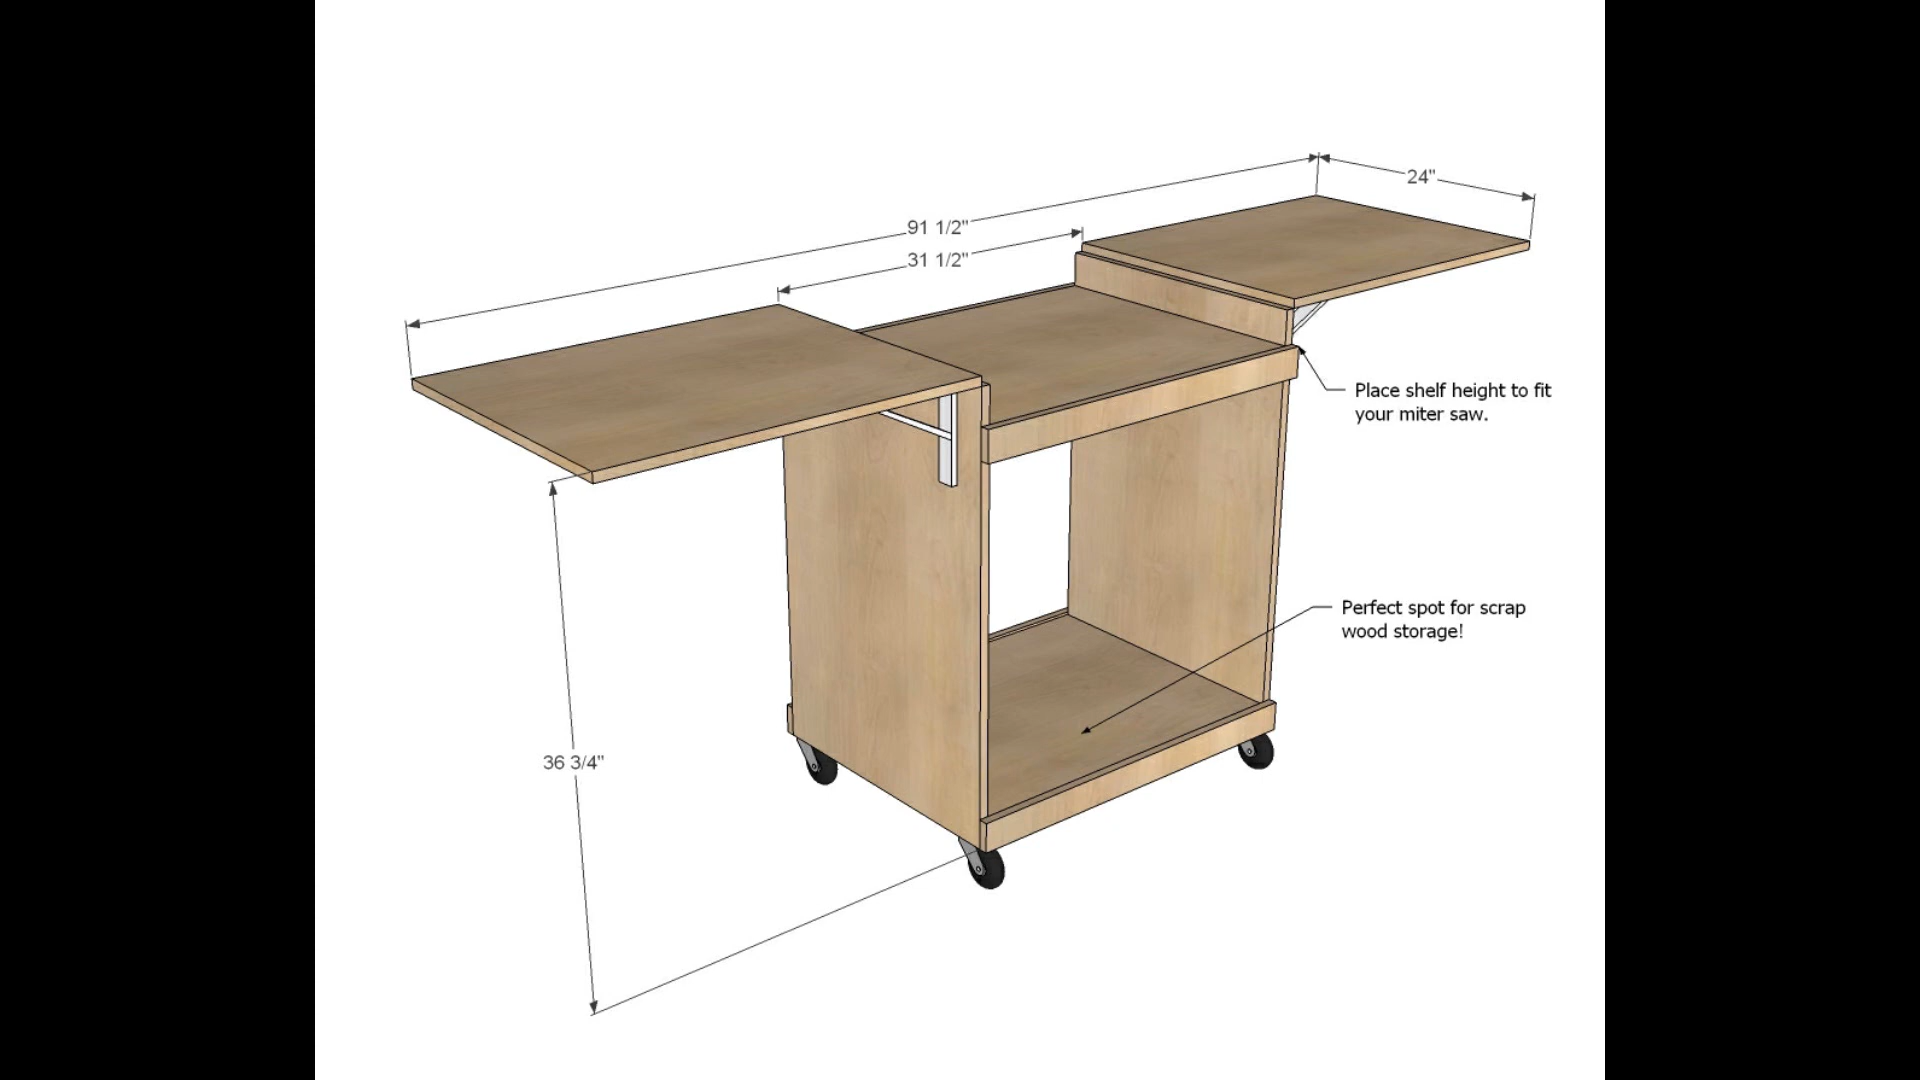 24"
91 1/2"
31 1/2"
Place shelf height to fit
your miter saw.
Perfect spot for scrap
wood storage!
36 3/4"